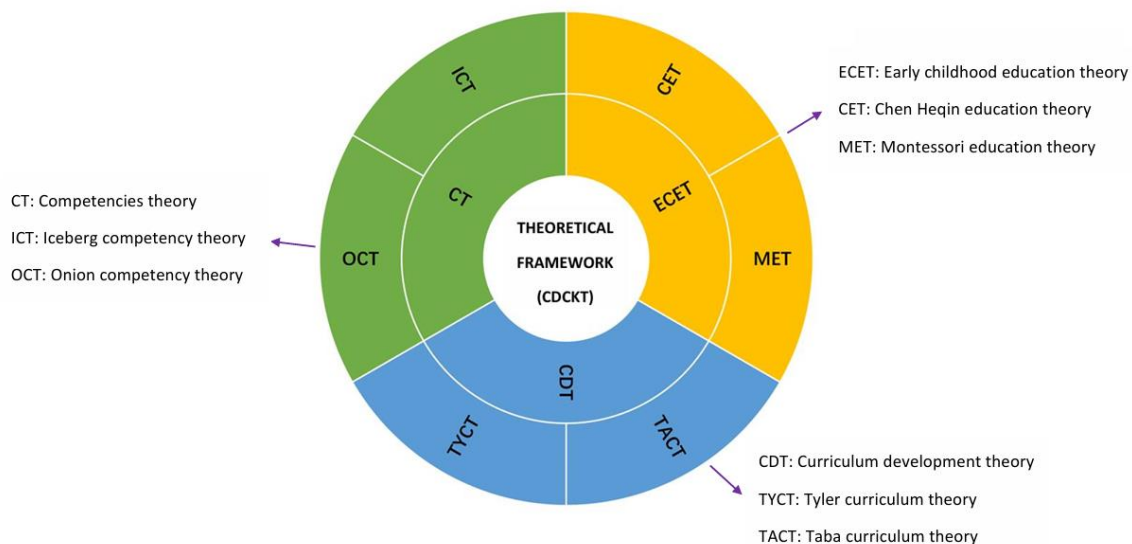 ICT
CET
ECET: Early childhood education theory
CET: Chen Heqin education theory
MET: Montessori education theory
CT
ECET
CT: Competencies theory
ICT: Iceberg competency theory
OCT: Onion competency theory
OCT
THEORETICAL
FRAMEWORK
(CDCKT)
MET
CDT
TYCT
TACT
CDT: Curriculum development theory
TYCT: Tyler curriculum theory
TACT: Taba curriculum theory